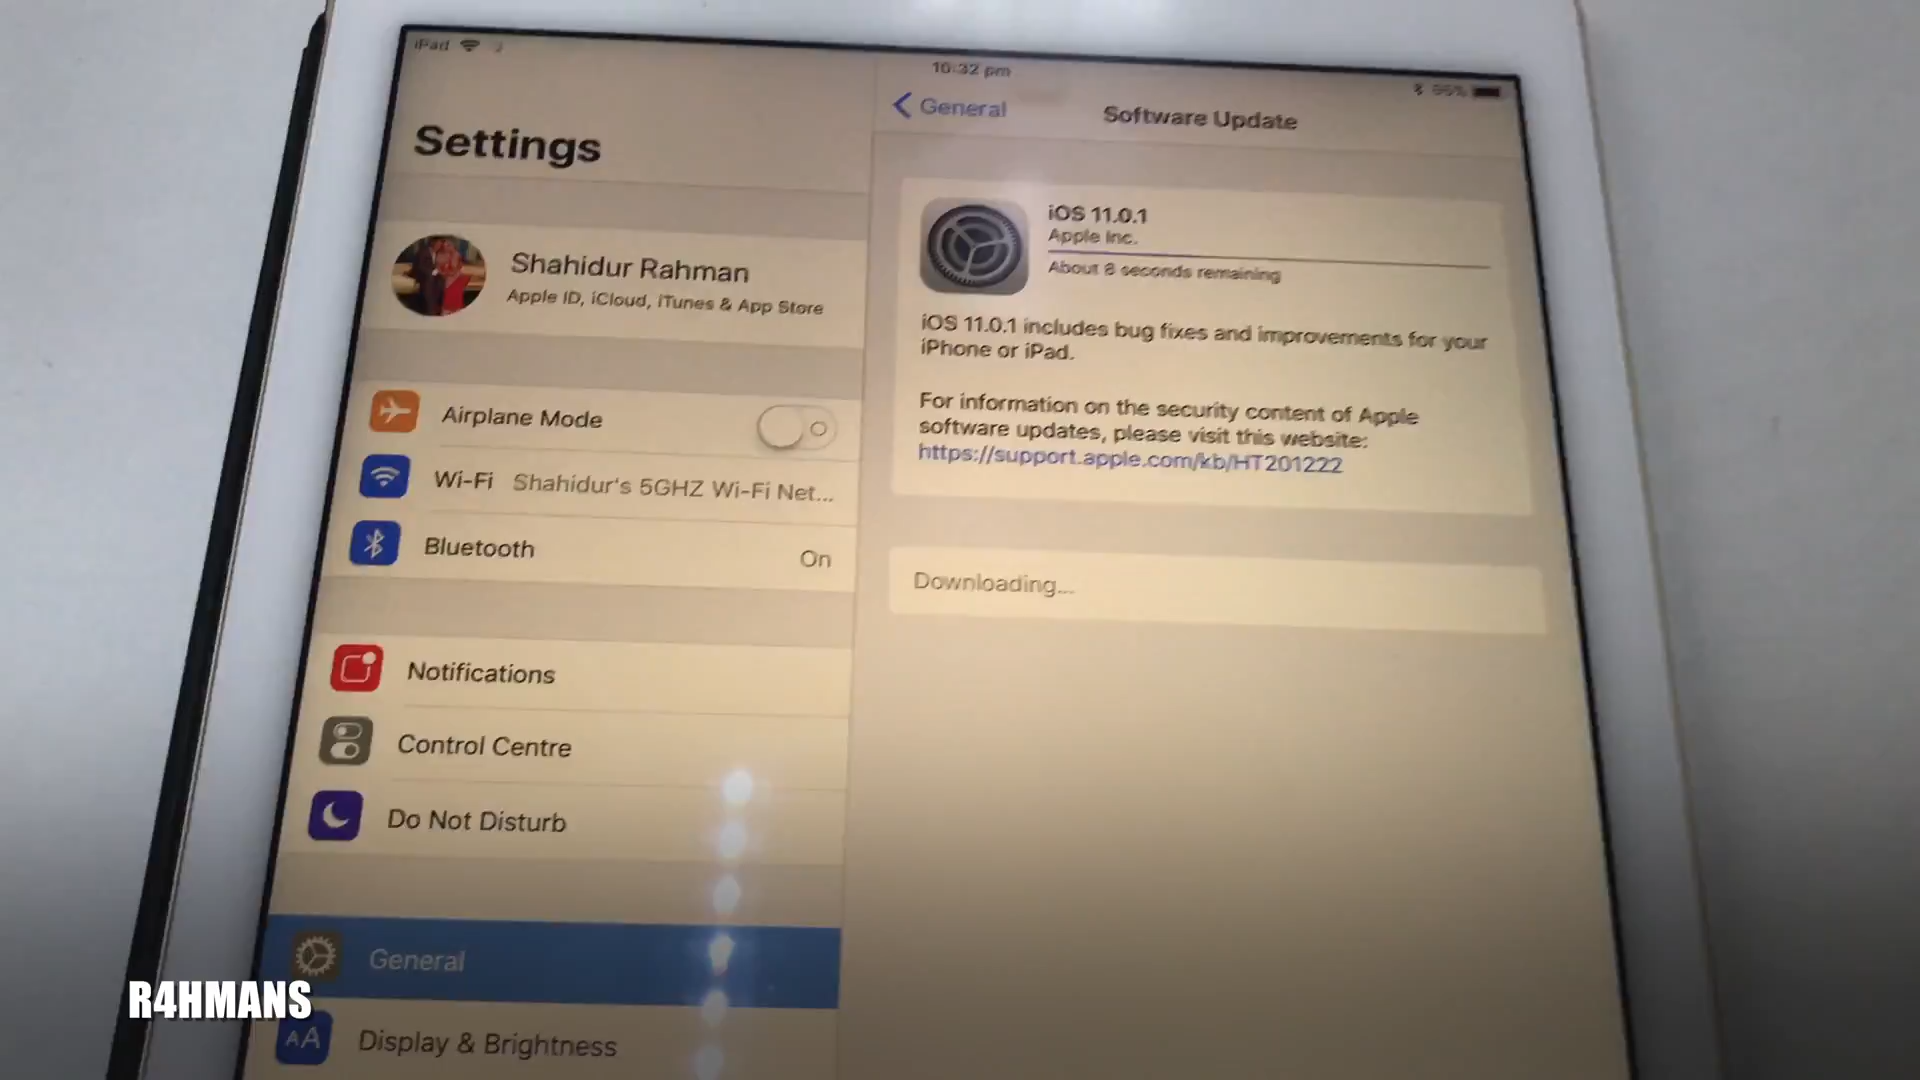 iPad
10:32 pm
Settings
General
Software Update
Shahidur Rahman
Apple ID, iCloud, iTunes & App Store
iOS 11.0.1
Apple Inc.
About 8 seconds remaining
iOS 11.0.1 includes bug fixes and improvements for your
iPhone or iPad.
For information on the security content of Apple
software updates, please visit this website:
https://support.apple.com/kb/HT201222
Downloading...
Airplane Mode
Wi-Fi Shahidur's 5GHZ Wi-Fi Net...
Bluetooth On
Notifications
Control Centre
Do Not Disturb
General
R4HMANS
AA Display & Brightness